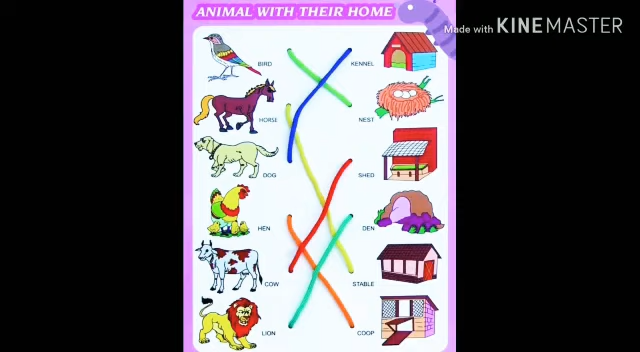 ANIMAL WITH THEIR HOME
Made with KINEMASTER
BIRD
KENNEL
HORSE
NEST
DOG
SHED
HEN
DEN
COW
STABLE
LION
COOP